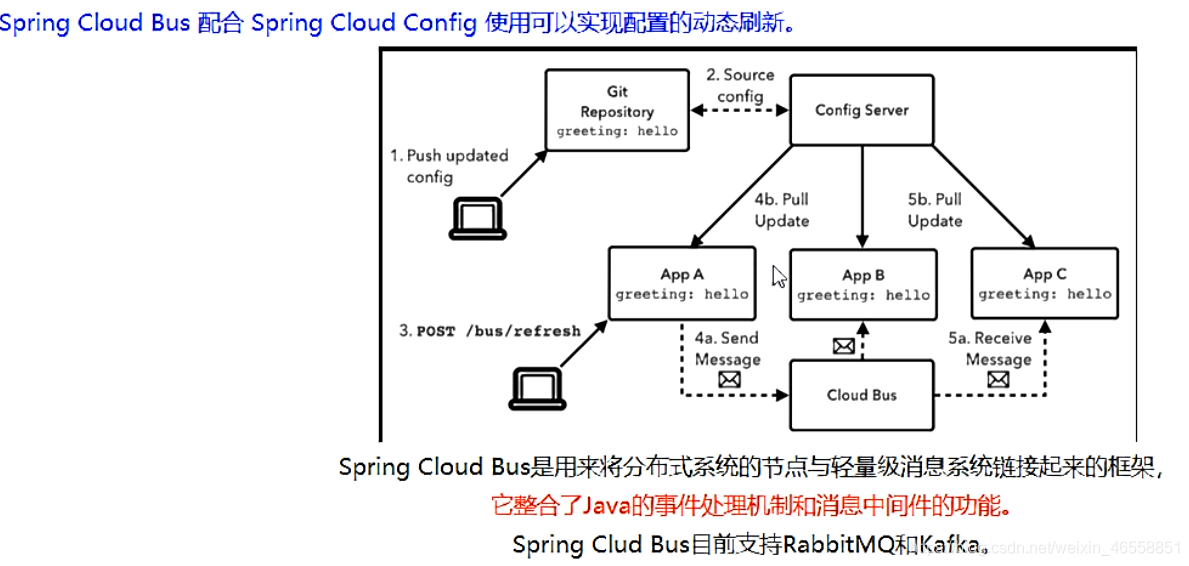 Spring Cloud Bus 配合 Spring Cloud Config 使用可以实现配置的动态刷新。
Git
Repository
greeting: hello
2. Source
config
Config Server
1. Push updated
config
4b. Pull
Update
5b. Pull
Update
App A
greeting: hello
App B
greeting: hello
App C
greeting: hello
3. POST /bus/refresh
4a. Send
Message
5a. Receive
Message
Cloud Bus
Spring Cloud Bus是用来将分布式系统的节点与轻量级消息系统链接起来的框架，
它整合了Java的事件处理机制和消息中间件的功能。
Spring Clud Bus目前支持RabbitMQ和Kafka。
csdn.net/weixin_46558851